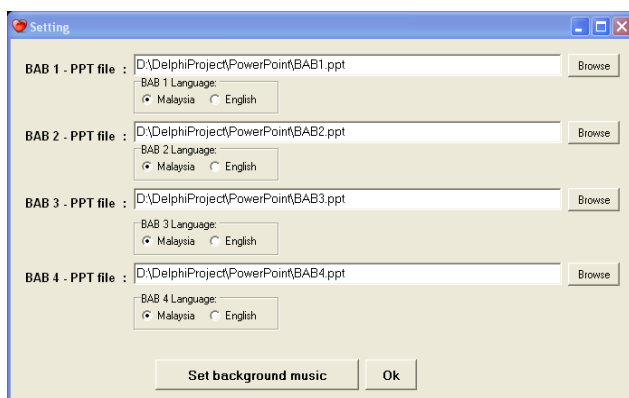 Setting
BAB 1 - PPT file : D:\DelphiProject\PowerPoint\BAB1.ppt Browse
BAB 1 Language:
Malaysia English
BAB 2 - PPT file : D:\DelphiProject\PowerPoint\BAB2.ppt Browse
BAB 2 Language:
Malaysia English
BAB 3 - PPT file : D:\DelphiProject\PowerPoint\BAB3.ppt Browse
BAB 3 Language:
Malaysia English
BAB 4 - PPT file : D:\DelphiProject\PowerPoint\BAB4.ppt Browse
BAB 4 Language:
Malaysia English
Set background music Ok